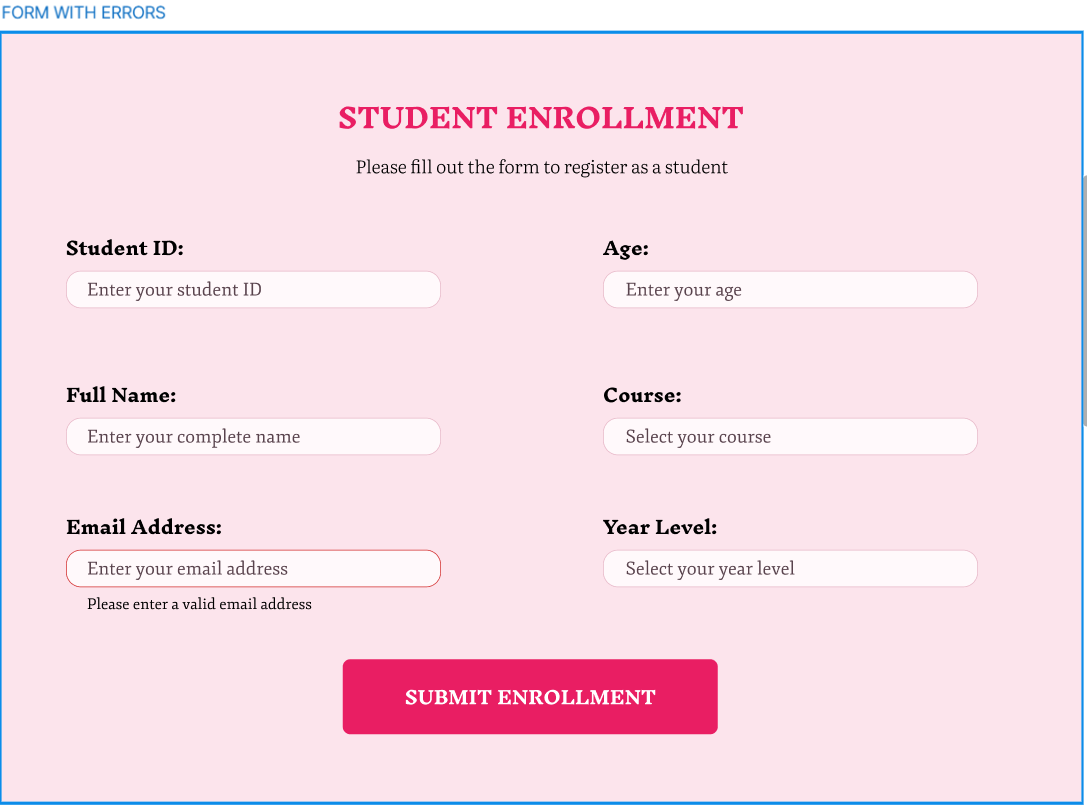 FORM WITH ERRORS
STUDENT ENROLLMENT
Please fill out the form to register as a student
Student ID:
Enter your student ID
Age:
Enter your age
Full Name:
Enter your complete name
Course:
Select your course
Email Address:
Enter your email address
Please enter a valid email address
Year Level:
Select your year level
SUBMIT ENROLLMENT